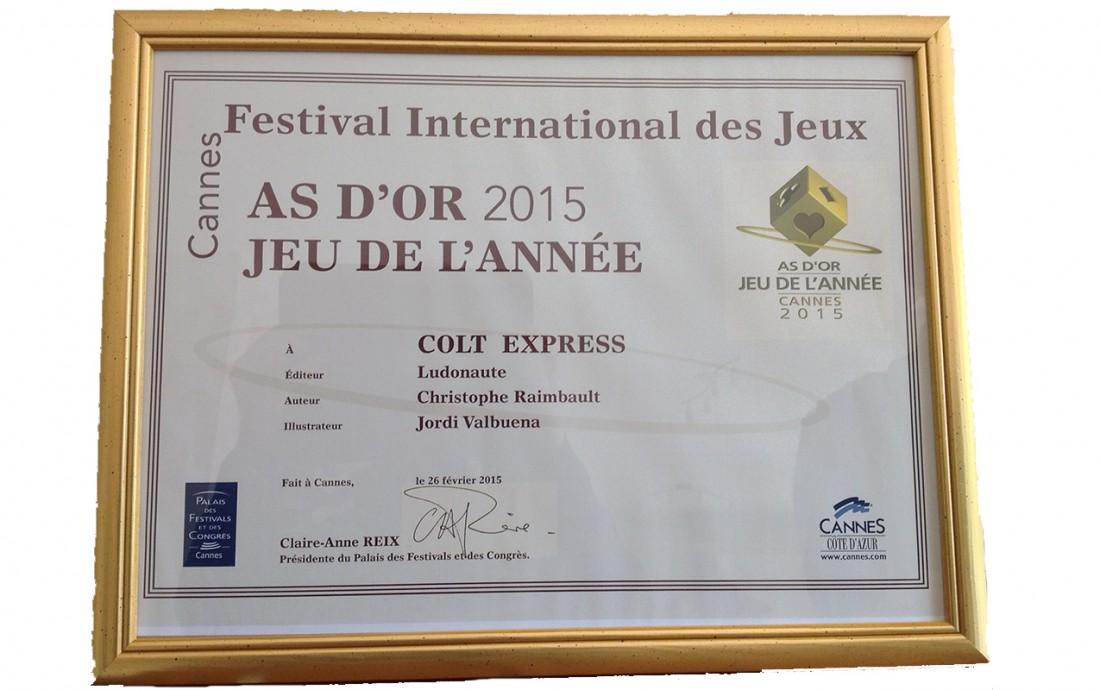 Festival International des Jeux
Cannes
AS D'OR 2015
JEU DE L'ANNÉE
AS D'OR
JEU DE L'ANNÉE
CANNES
2015
À COLT EXPRESS
Éditeur Ludonaute
Auteur Christophe Raimbault
Illustrateur Jordi Valbuena
Fait à Cannes, le 26 février 2015
Claire-Anne REIX
Présidente du Palais des Festivals et des Congrès.
PALAIS
DES
FESTIVALS
ET DES
CONGRÈS
Cannes
CANNES
CÔTE D'AZUR
www.cannes.com